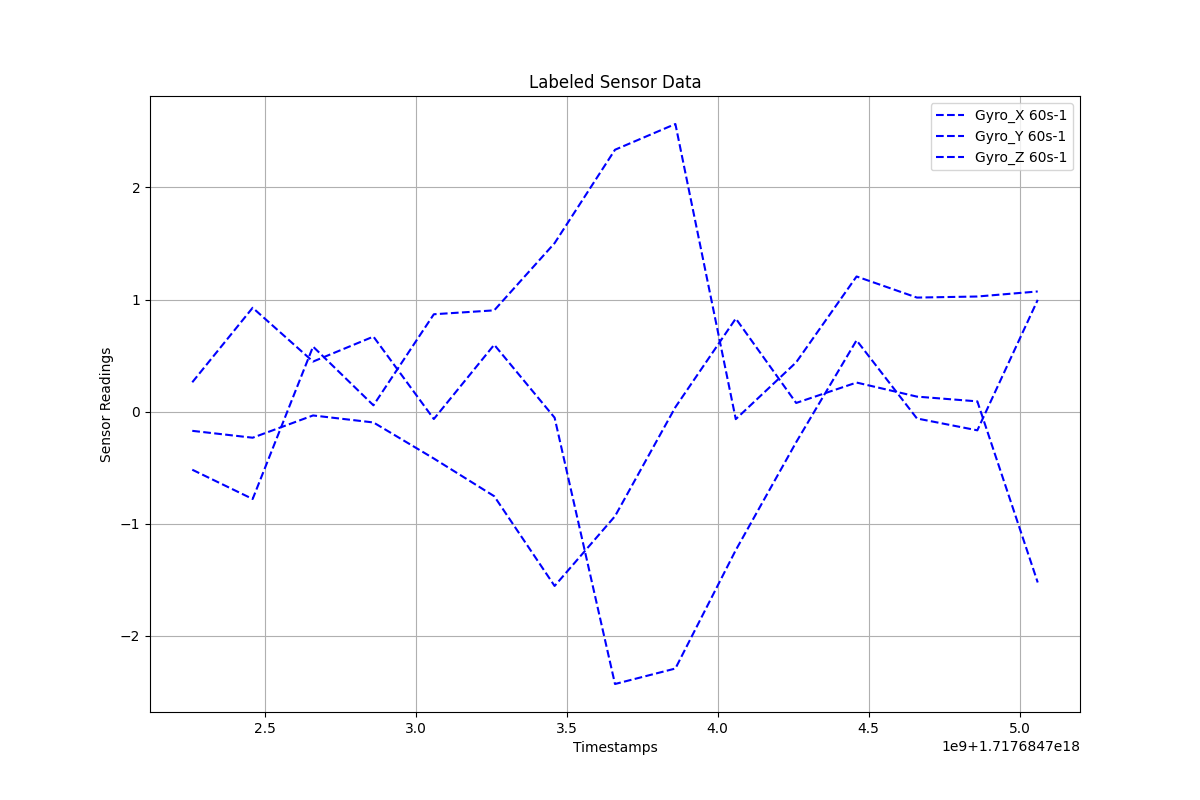 Labeled Sensor Data
Gyro_X 60s-1
Gyro_Y 60s-1
Gyro_Z 60s-1
Sensor Readings
2
1
0
−1
−2
2.5 3.0 3.5 4.0 4.5 5.0
Timestamps
1e9+1.7176847e18